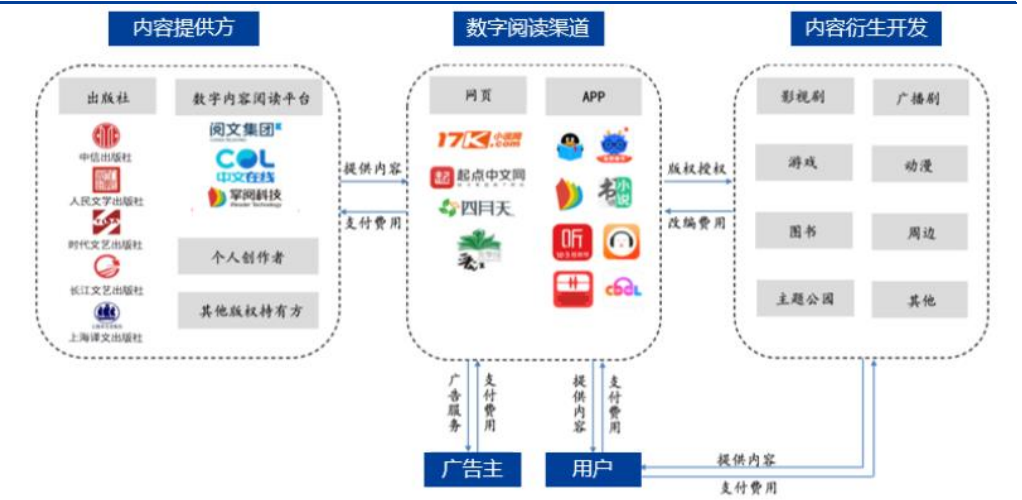 内容提供方
数字阅读渠道
内容衍生开发
出版社
中信出版社
人民文学出版社
时代文艺出版社
长江文艺出版社
上海译文出版社
数字内容阅读平台
阅文集团
COL
中文在线
掌阅科技
iReader Technology
个人创作者
其他版权持有方
提供内容
支付费用
网页
17K小说网
.com
起点中文网
四月天
APP
书小说
听
版权授权
改编费用
影视剧
广播剧
游戏
动漫
图书
周边
主题公园
其他
广告服务
支付费用
提供内容
支付费用
广告主
用户
提供内容
支付费用